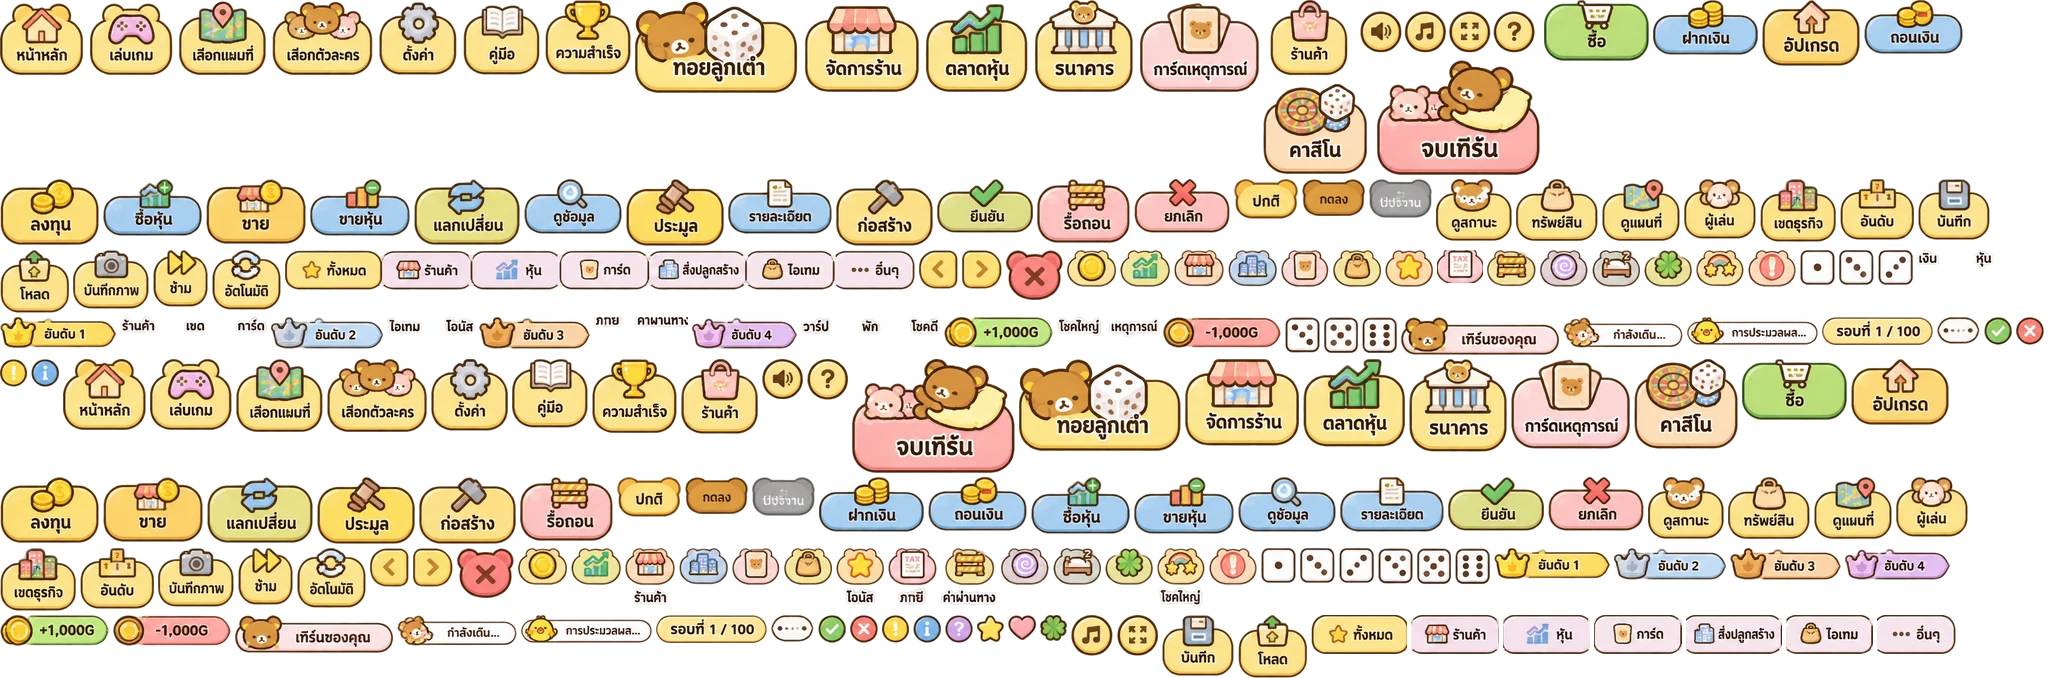 หน้าหลัก เล่นเกม เลือกแผนที่ เลือกตัวละคร ตั้งค่า คู่มือ ความสำเร็จ ทอยลูกเต๋า จัดการร้าน ตลาดหุ้น ธนาคาร การ์ดเหตุการณ์ ร้านค้า ? ซื้อ ฝากเงิน อัปเกรด ถอนเงิน
คาสิโน จบเทิร์น
ลงทุน ซื้อหุ้น ขาย ขายหุ้น แลกเปลี่ยน ดูข้อมูล ประมูล รายละเอียด ก่อสร้าง ยืนยัน รื้อถอน ยกเลิก ปกติ กดลง ดูสถานะ ทรัพย์สิน ดูแผนที่ ผู้เล่น เขตธุรกิจ อันดับ บันทึก
โหลด บันทึกภาพ ข้าม อัตโนมัติ ทั้งหมด ร้านค้า หุ้น การ์ด สิ่งปลูกสร้าง ไอเทม อื่นๆ TAX เงิน หุ้น
อันดับ 1 ร้านค้า เขต การ์ด อันดับ 2 ไอเทม โอนัส อันดับ 3 ค่าผ่านทาง อันดับ 4 วาร์ป พัก โชคดี +1,000G โชคใหญ่ เหตุการณ์ -1,000G เทิร์นของคุณ กำลังเดิน... การประมวลผล... รอบที่ 1 / 100
! i หน้าหลัก เล่นเกม เลือกแผนที่ เลือกตัวละคร ตั้งค่า คู่มือ ความสำเร็จ ร้านค้า ? จบเทิร์น ทอยลูกเต๋า จัดการร้าน ตลาดหุ้น ธนาคาร การ์ดเหตุการณ์ คาสิโน ซื้อ อัปเกรด
ลงทุน ขาย แลกเปลี่ยน ประมูล ก่อสร้าง รื้อถอน ปกติ กดลง ฝากเงิน ถอนเงิน ซื้อหุ้น ขายหุ้น ดูข้อมูล รายละเอียด ยืนยัน ยกเลิก ดูสถานะ ทรัพย์สิน ดูแผนที่ ผู้เล่น
เขตธุรกิจ อันดับ บันทึกภาพ ข้าม อัตโนมัติ TAX อันดับ 1 อันดับ 2 อันดับ 3 อันดับ 4
ร้านค้า โอนัส ภาษี ค่าผ่านทาง โชคใหญ่
+1,000G -1,000G เทิร์นของคุณ กำลังเดิน... การประมวลผล... รอบที่ 1 / 100 ! i ? บันทึก โหลด ทั้งหมด ร้านค้า หุ้น การ์ด สิ่งปลูกสร้าง ไอเทม อื่นๆ